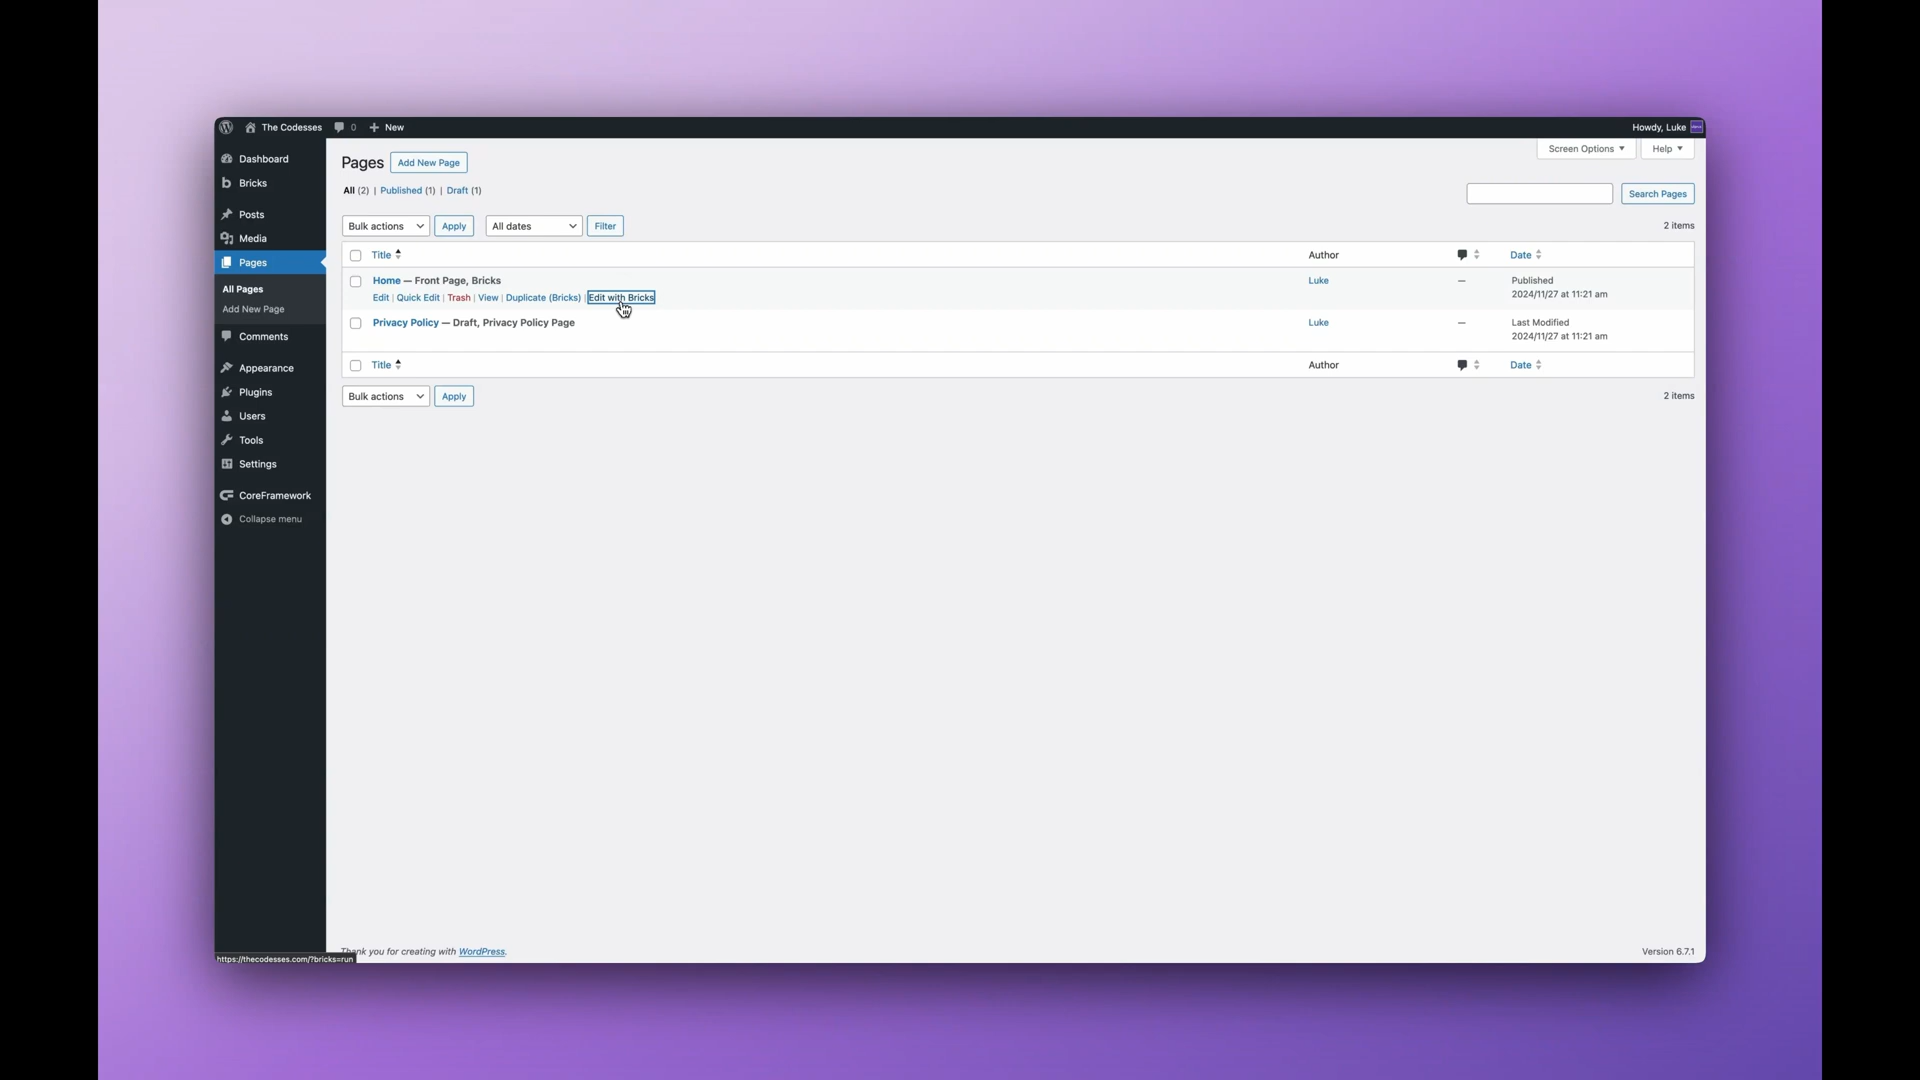 The Codesses 0 + New Howdy, Luke
Dashboard
Bricks
Posts
Media
Pages
All Pages
Add New Page
Comments
Appearance
Plugins
Users
Tools
Settings
CoreFramework
Collapse menu
Screen Options ▼ Help ▼
Pages Add New Page
All (2) | Published (1) | Draft (1)
Search Pages
Bulk actions Apply All dates Filter 2 items
Title Author Date
Home — Front Page, Bricks Luke — Published
2024/11/27 at 11:21 am
Edit | Quick Edit | Trash | View | Duplicate (Bricks) | Edit with Bricks
Privacy Policy — Draft, Privacy Policy Page Luke — Last Modified
2024/11/27 at 11:21 am
Title Author Date
Bulk actions Apply 2 items
Thank you for creating with WordPress. Version 6.7.1
https://thecodesses.com/?bricks=run